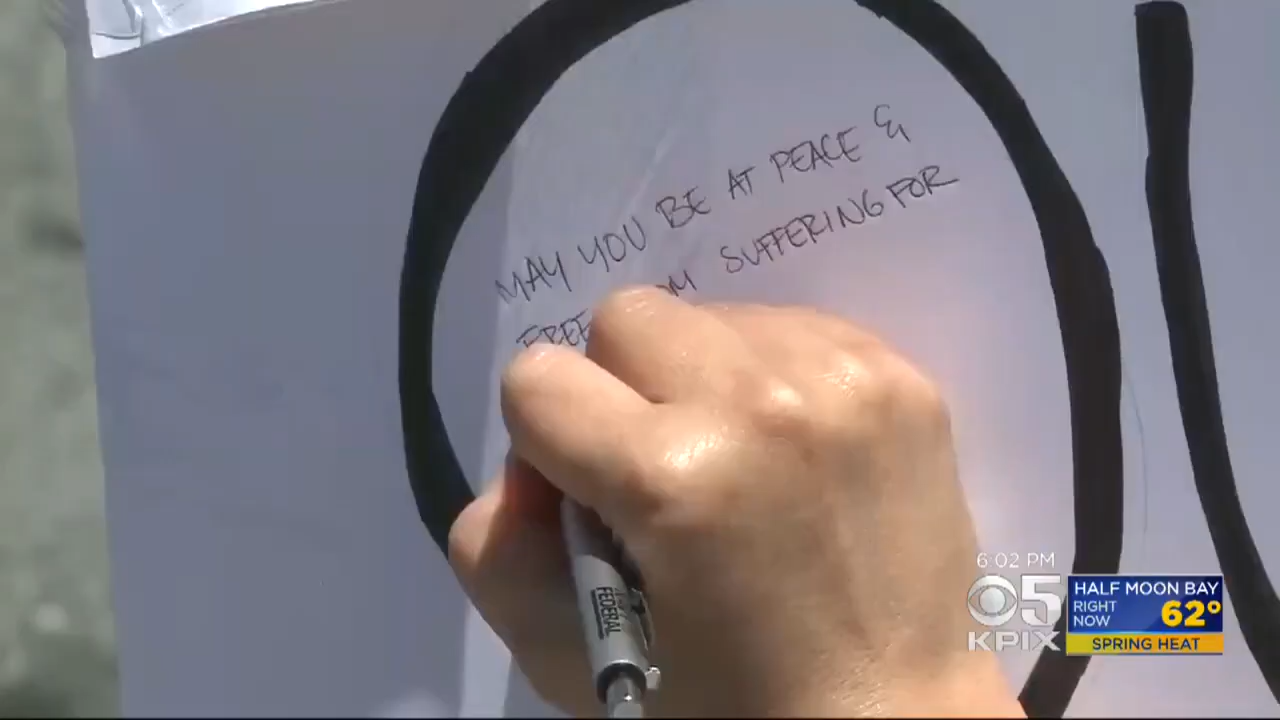 MAY YOU BE AT PEACE &
FREE SUFFERING FOR
FEDERAL
6:02 PM
5
KPIX
HALF MOON BAY
RIGHT NOW 62°
SPRING HEAT